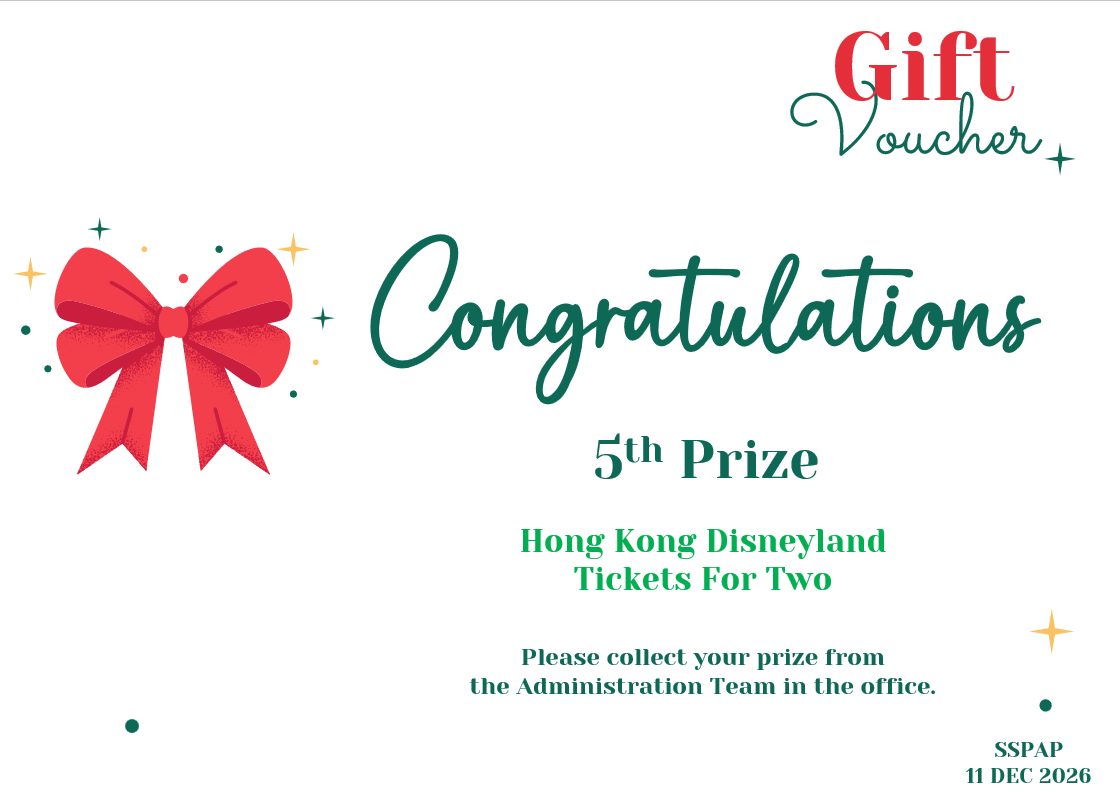 Gift
Voucher
Congratulations
5th Prize
Hong Kong Disneyland
Tickets For Two
Please collect your prize from
the Administration Team in the office.
SSPAP
11 DEC 2026